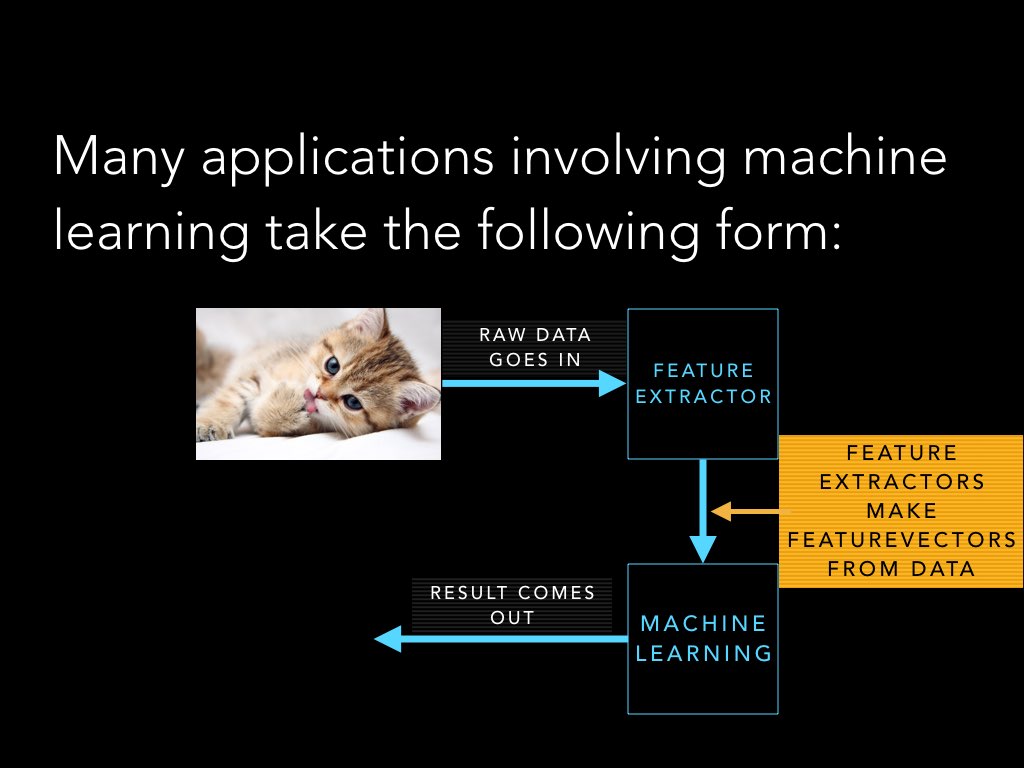 Many applications involving machine
learning take the following form:
RAW DATA
GOES IN
FEATURE
EXTRACTOR
FEATURE
EXTRACTORS
MAKE
FEATUREVECTORS
FROM DATA
RESULT COMES
OUT
MACHINE
LEARNING